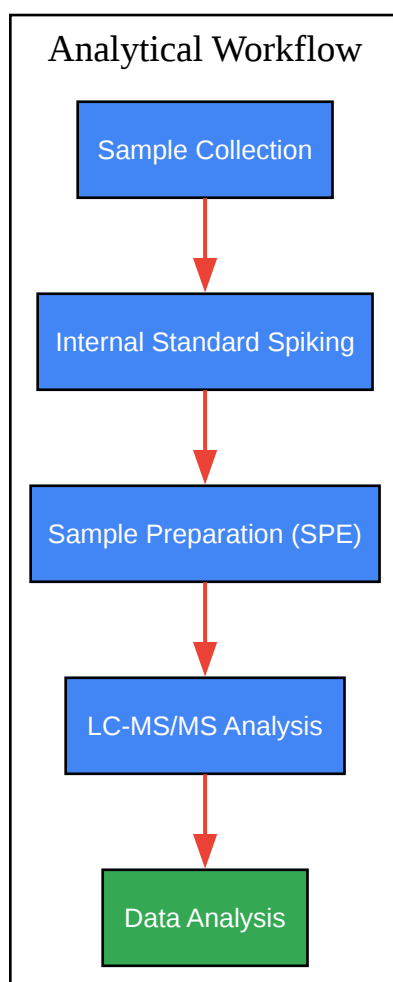 Analytical Workflow
Sample Collection
Internal Standard Spiking
Sample Preparation (SPE)
LC-MS/MS Analysis
Data Analysis